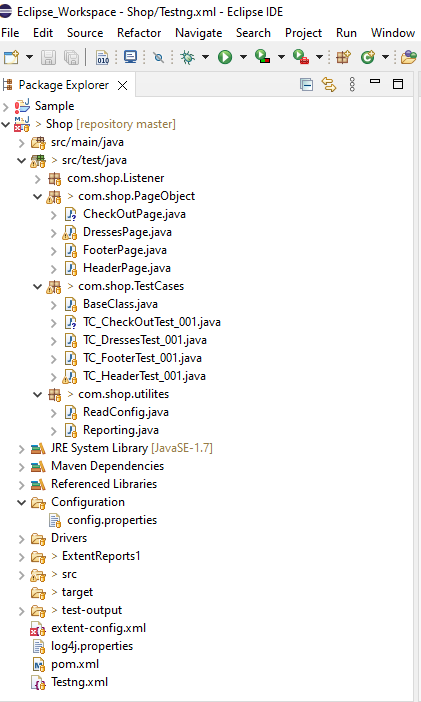 Eclipse_Workspace - Shop/Testng.xml - Eclipse IDE
File Edit Source Refactor Navigate Search Project Run Window
Package Explorer
Sample
> Shop [repository master]
src/main/java
> src/test/java
com.shop.Listener
> com.shop.PageObject
CheckOutPage.java
DressesPage.java
FooterPage.java
HeaderPage.java
> com.shop.TestCases
BaseClass.java
TC_CheckOutTest_001.java
TC_DressesTest_001.java
TC_FooterTest_001.java
TC_HeaderTest_001.java
> com.shop.utilites
ReadConfig.java
Reporting.java
JRE System Library [JavaSE-1.7]
Maven Dependencies
Referenced Libraries
Configuration
config.properties
Drivers
> ExtentReports1
> src
> target
> test-output
extent-config.xml
log4j.properties
pom.xml
Testng.xml